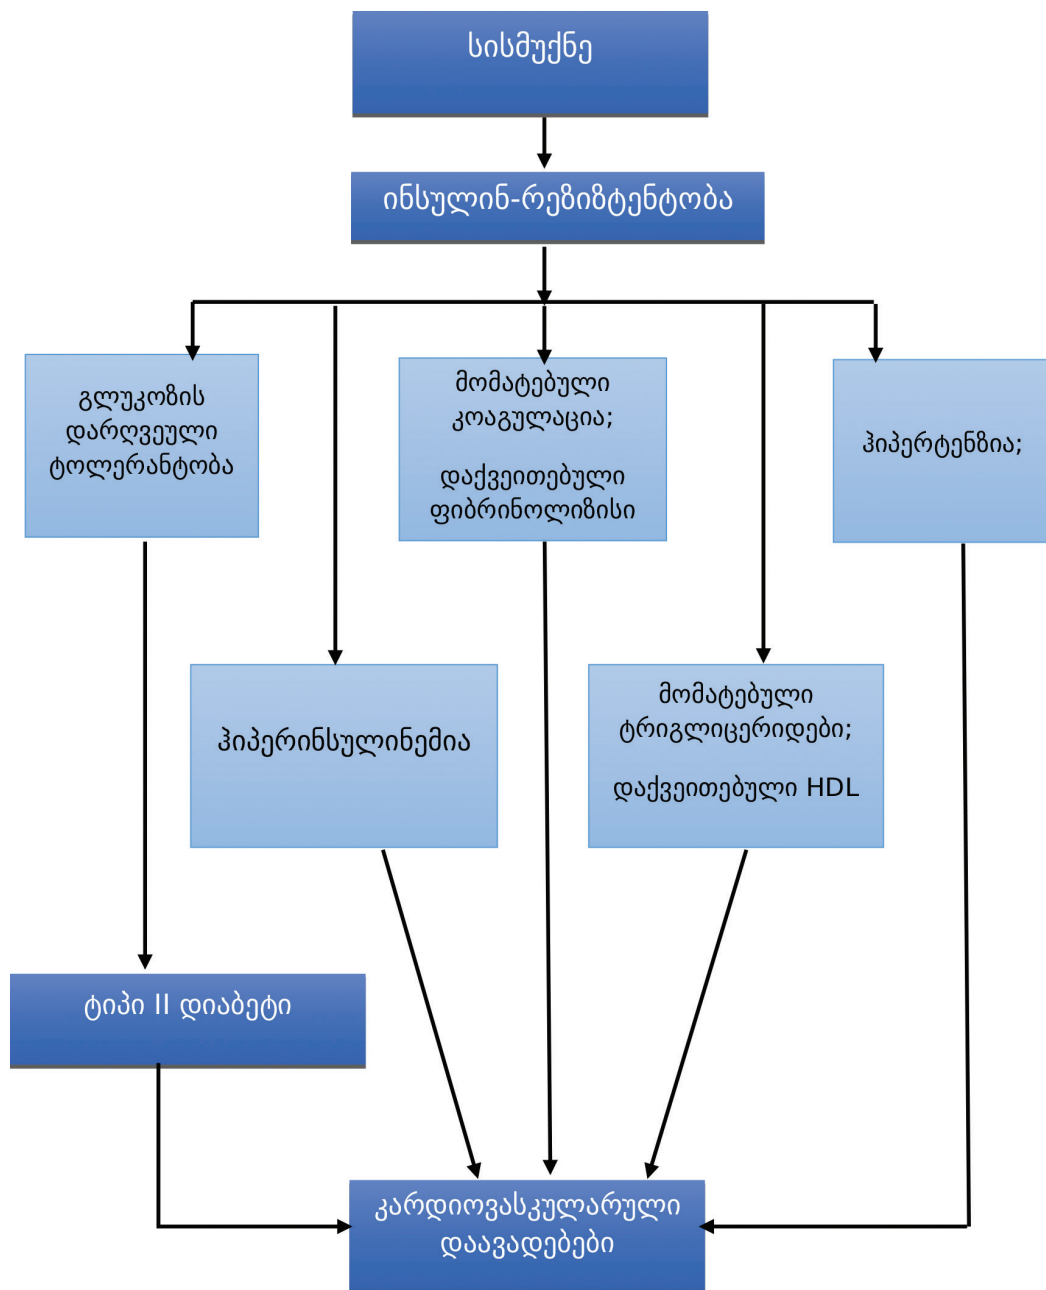 სისმუქნე
ინსულინ-რეზიზტენტობა
გლუკოზის
დარღვეული
ტოლერანტობა
მომატებული
კოაგულაცია;
დაქვეითებული
ფიბრინოლიზისი
ჰიპერტენზია;
ჰიპერინსულინემია
მომატებული
ტრიგლიცერიდები;
დაქვეითებული HDL
ტიპი II დიაბეტი
კარდიოვასკულარული
დაავადებები